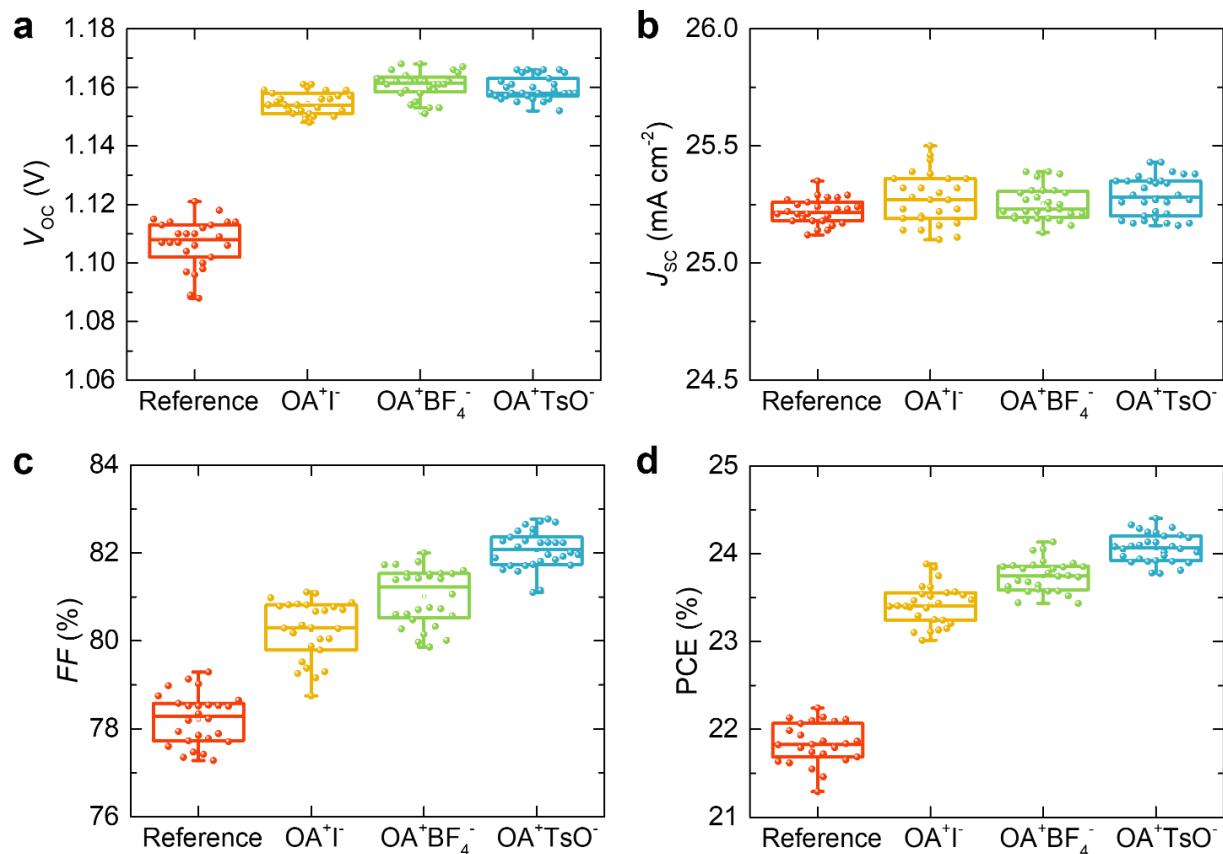 a
1.18
1.16
1.14
1.12
1.10
1.08
1.06
V_OC (V)
Reference OA⁺I⁻ OA⁺BF₄⁻ OA⁺TsO⁻
b
26.0
25.5
25.0
24.5
J_SC (mA cm⁻²)
Reference OA⁺I⁻ OA⁺BF₄⁻ OA⁺TsO⁻
c
84
82
80
78
76
FF (%)
Reference OA⁺I⁻ OA⁺BF₄⁻ OA⁺TsO⁻
d
25
24
23
22
21
PCE (%)
Reference OA⁺I⁻ OA⁺BF₄⁻ OA⁺TsO⁻